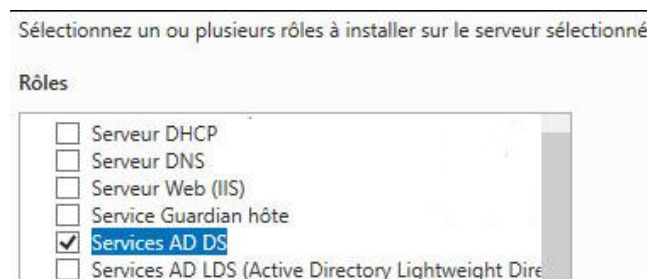 Sélectionnez un ou plusieurs rôles à installer sur le serveur sélectionné
Rôles
Serveur DHCP
Serveur DNS
Serveur Web (IIS)
Service Guardian hôte
Services AD DS
Services AD LDS (Active Directory Lightweight Dire